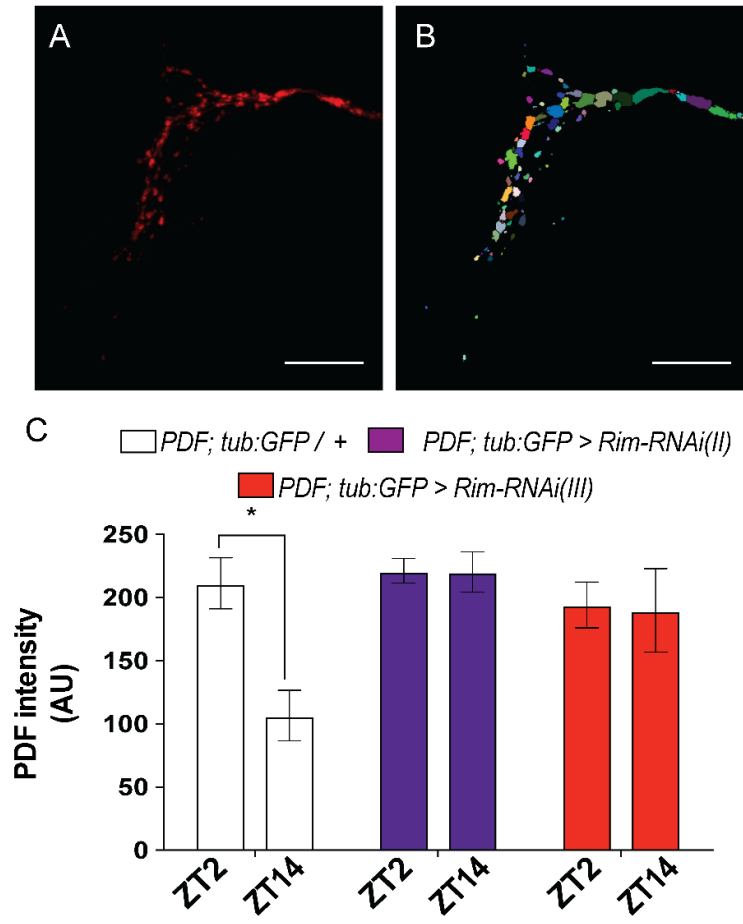 A
B
C
PDF; tub:GFP / + PDF; tub:GFP > Rim-RNAi(II)
PDF; tub:GFP > Rim-RNAi(III)
*
PDF intensity
(AU)
250
200
150
100
50
0
ZT2 ZT14 ZT2 ZT14 ZT2 ZT14